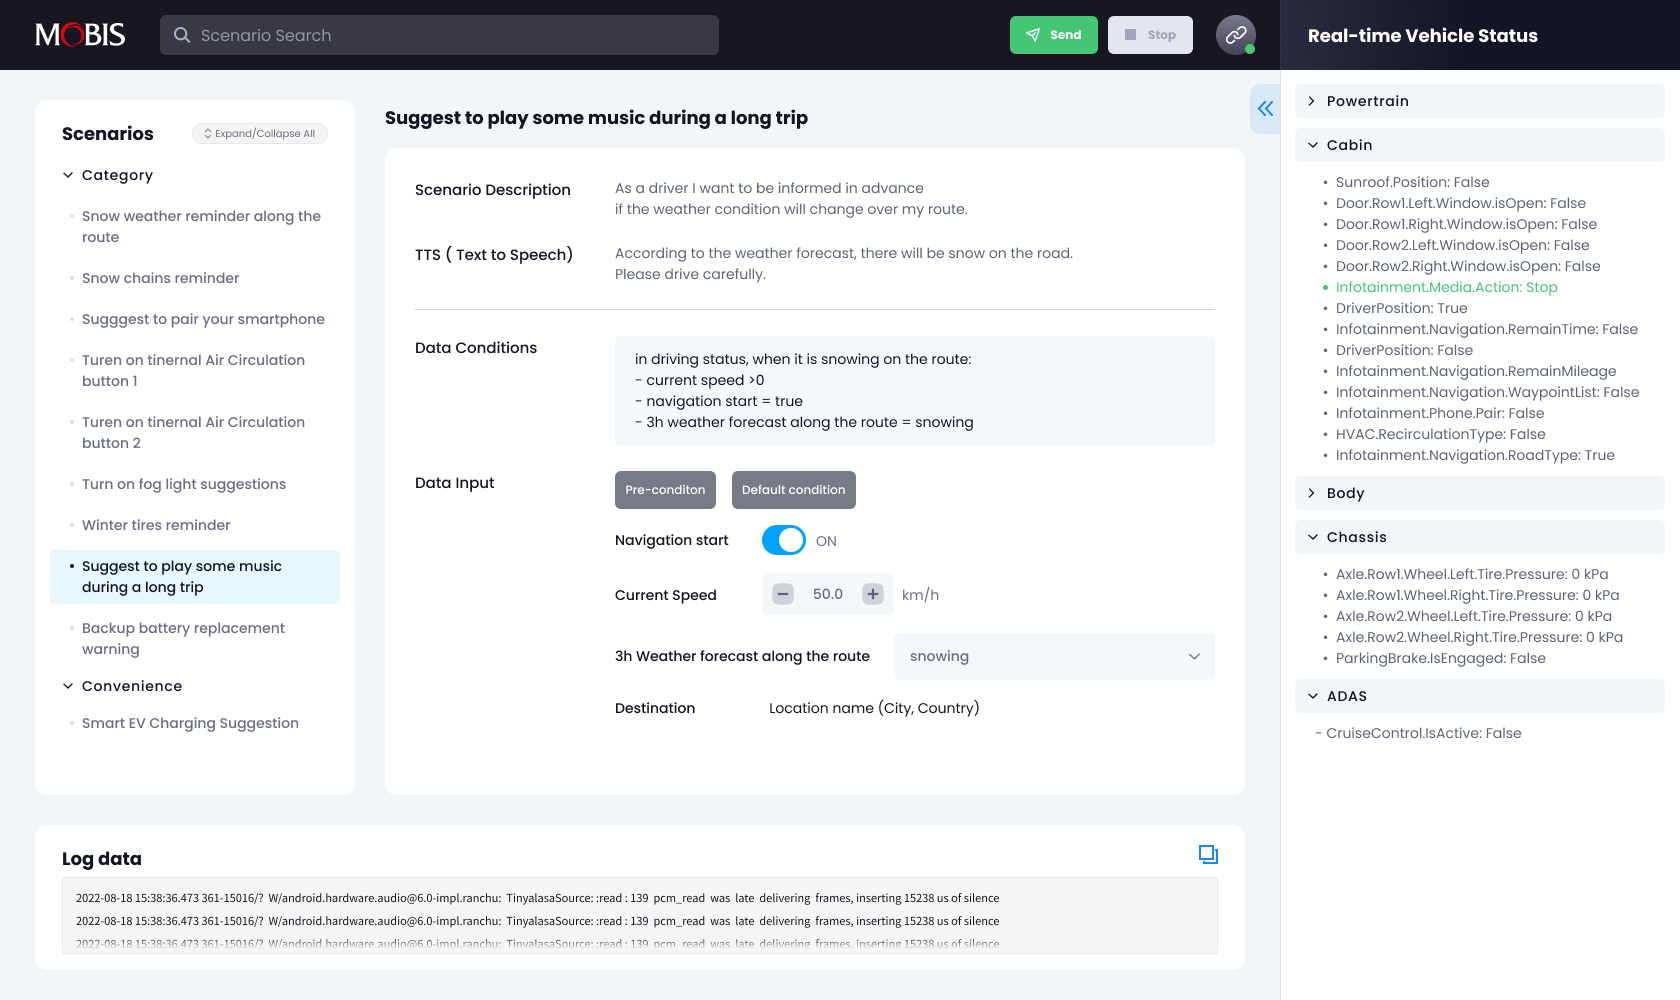 MOBIS
Scenario Search
Send
Stop
Real-time Vehicle Status
Scenarios
Expand/Collapse All
Category
Snow weather reminder along the
route
Snow chains reminder
Sugggest to pair your smartphone
Turen on tinernal Air Circulation
button 1
Turen on tinernal Air Circulation
button 2
Turn on fog light suggestions
Winter tires reminder
Suggest to play some music
during a long trip
Backup battery replacement
warning
Convenience
Smart EV Charging Suggestion
Suggest to play some music during a long trip
Scenario Description
As a driver I want to be informed in advance
if the weather condition will change over my route.
TTS ( Text to Speech)
According to the weather forecast, there will be snow on the road.
Please drive carefully.
Data Conditions
in driving status, when it is snowing on the route:
- current speed >0
- navigation start = true
- 3h weather forecast along the route = snowing
Data Input
Pre-conditon
Default condition
Navigation start
ON
Current Speed
50.0
km/h
3h Weather forecast along the route
snowing
Destination
Location name (City, Country)
Log data
2022-08-18 15:38:36.473 361-15016/? W/android.hardware.audio@6.0-impl.ranchu: TinyalasaSource: :read : 139 pcm_read was late delivering frames, inserting 15238 us of silence
2022-08-18 15:38:36.473 361-15016/? W/android.hardware.audio@6.0-impl.ranchu: TinyalasaSource: :read : 139 pcm_read was late delivering frames, inserting 15238 us of silence
2022-08-18 15:38:36.473 361-15016/? W/android.hardware.audio@6.0-impl.ranchu: TinyalasaSource: :read : 139 pcm_read was late delivering frames, inserting 15238 us of silence
Powertrain
Cabin
• Sunroof.Position: False
• Door.Row1.Left.Window.isOpen: False
• Door.Row1.Right.Window.isOpen: False
• Door.Row2.Left.Window.isOpen: False
• Door.Row2.Right.Window.isOpen: False
• Infotainment.Media.Action: Stop
• DriverPosition: True
• Infotainment.Navigation.RemainTime: False
• DriverPosition: False
• Infotainment.Navigation.RemainMileage
• Infotainment.Navigation.WaypointList: False
• Infotainment.Phone.Pair: False
• HVAC.RecirculationType: False
• Infotainment.Navigation.RoadType: True
Body
Chassis
• Axle.Row1.Wheel.Left.Tire.Pressure: 0 kPa
• Axle.Row1.Wheel.Right.Tire.Pressure: 0 kPa
• Axle.Row2.Wheel.Left.Tire.Pressure: 0 kPa
• Axle.Row2.Wheel.Right.Tire.Pressure: 0 kPa
• ParkingBrake.IsEngaged: False
ADAS
- CruiseControl.IsActive: False